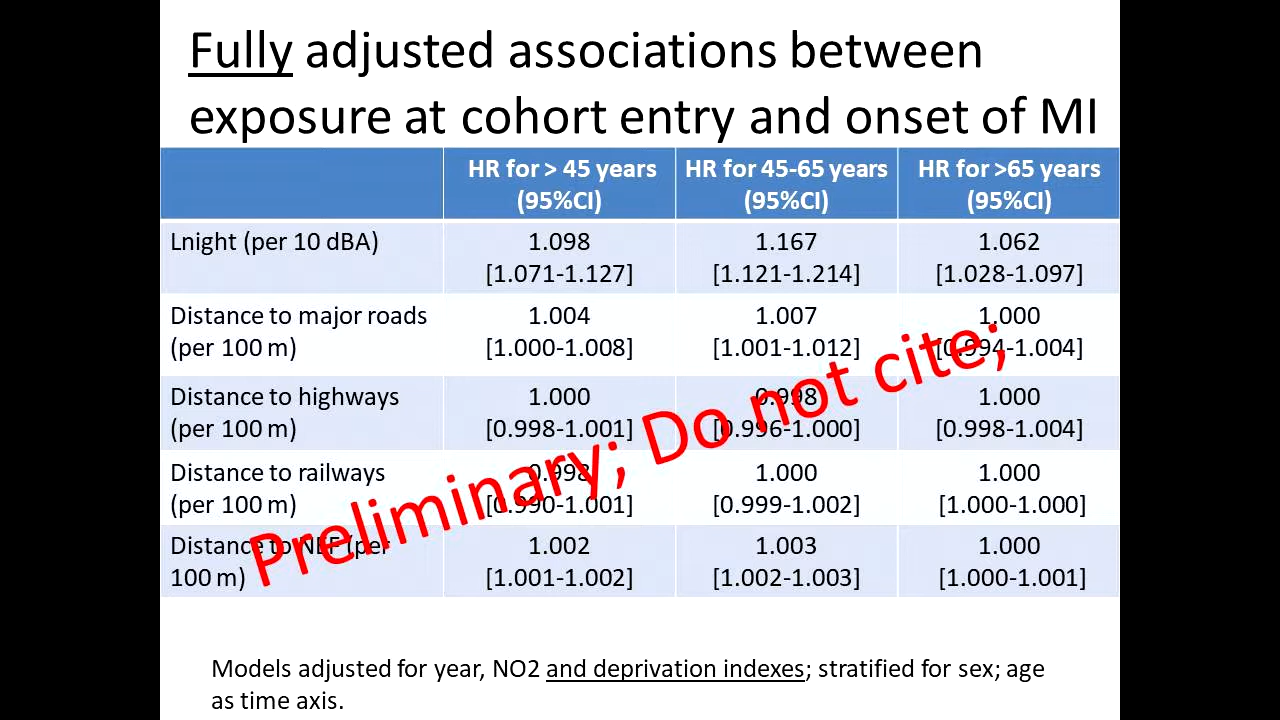 Fully adjusted associations between
exposure at cohort entry and onset of MI
HR for > 45 years
(95%CI)
HR for 45-65 years
(95%CI)
HR for >65 years
(95%CI)
Lnight (per 10 dBA)
1.098
[1.071-1.127]
1.167
[1.121-1.214]
1.062
[1.028-1.097]
Distance to major roads
(per 100 m)
1.004
[1.000-1.008]
1.007
[1.001-1.012]
1.000
[0.994-1.004]
Distance to highways
(per 100 m)
1.000
[0.998-1.001]
0.998
[0.996-1.000]
1.000
[0.998-1.004]
Distance to railways
(per 100 m)
0.998
[0.990-1.001]
1.000
[0.999-1.002]
1.000
[1.000-1.000]
Distance to NEF (per
100 m)
1.002
[1.001-1.002]
1.003
[1.002-1.003]
1.000
[1.000-1.001]
Preliminary; Do not cite;
Models adjusted for year, NO2 and deprivation indexes; stratified for sex; age
as time axis.